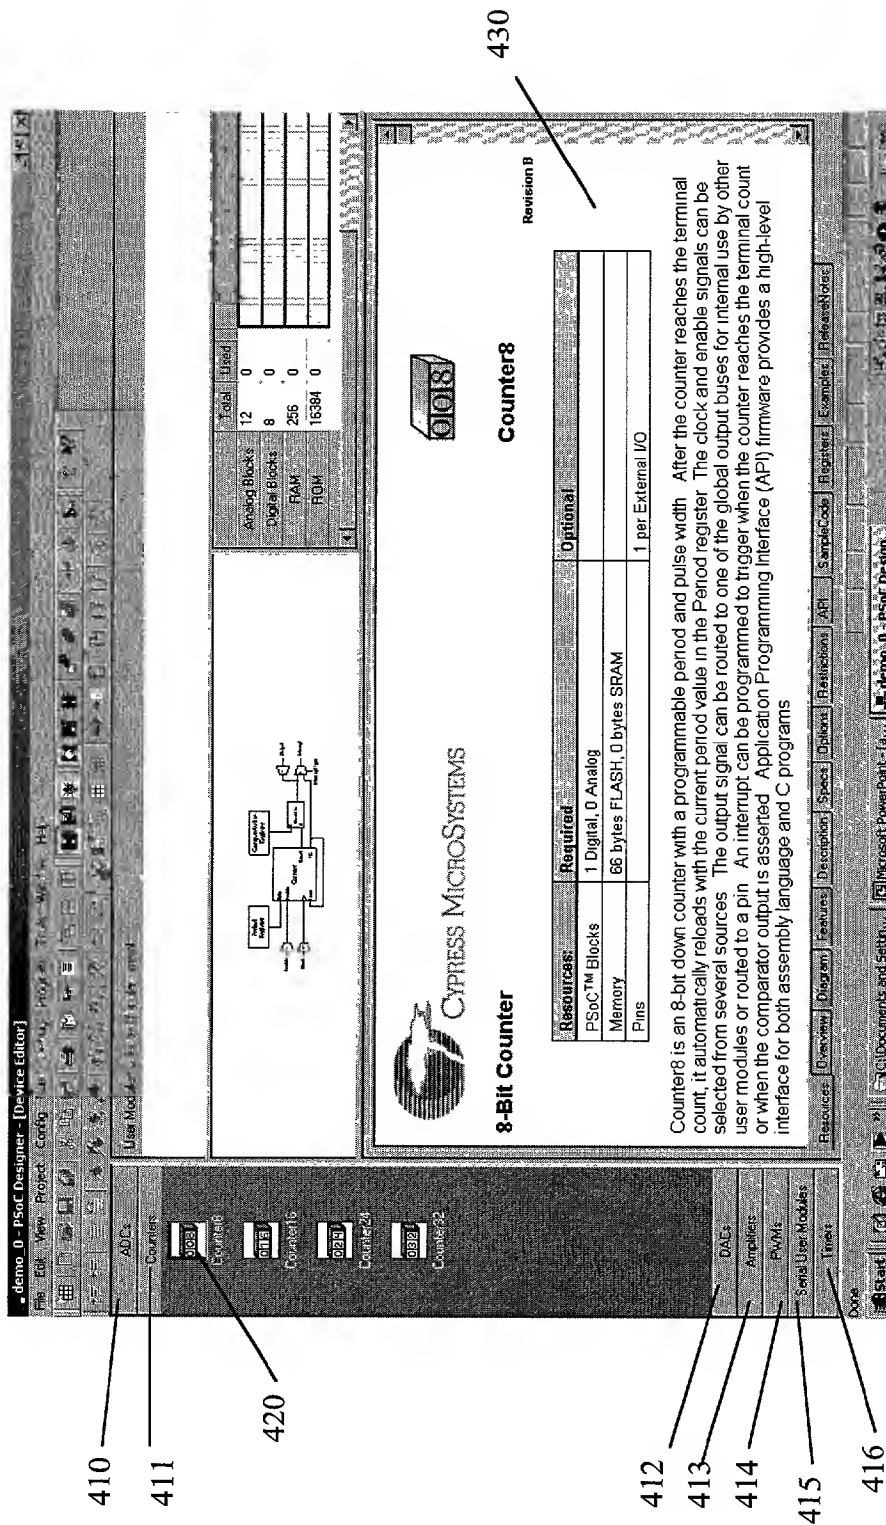 demo_0 - PSoC Designer - [Device Editor]
File Edit View Project Config
Tools Window Help
ADCs
Counters
Counter8
Counter16
Counter24
Counter32
DACs
Amplifiers
PWMs
Serial User Modules
Timers
Total Used
Analog Blocks 12 0
Digital Blocks 8 0
RAM 256 0
ROM 16384 0
CYPRESS MICROSYSTEMS
8-Bit Counter
Counter8
Revision B
Resources: Required Optional
PSoC™ Blocks 1 Digital, 0 Analog
Memory 66 bytes FLASH, 0 bytes SRAM
Pins 1 per External I/O
Counter8 is an 8-bit down counter with a programmable period and pulse width After the counter reaches the terminal
count, it automatically reloads with the current period value in the Period register The clock and enable signals can be
selected from several sources The output signal can be routed to one of the global output buses for internal use by other
user modules or routed to a pin An interrupt can be programmed to trigger when the counter reaches the terminal count
or when the comparator output is asserted Application Programming Interface (API) firmware provides a high-level
interface for both assembly language and C programs
Resources Overview Diagram Features Description Specs Options Restrictions API SampleCode Registers Examples ReleaseNotes
Done
Start
C:\Documents and Settin...
Microsoft PowerPoint - [a...
demo_0 - PSoC Design...
410
411
420
412
413
414
415
416
430